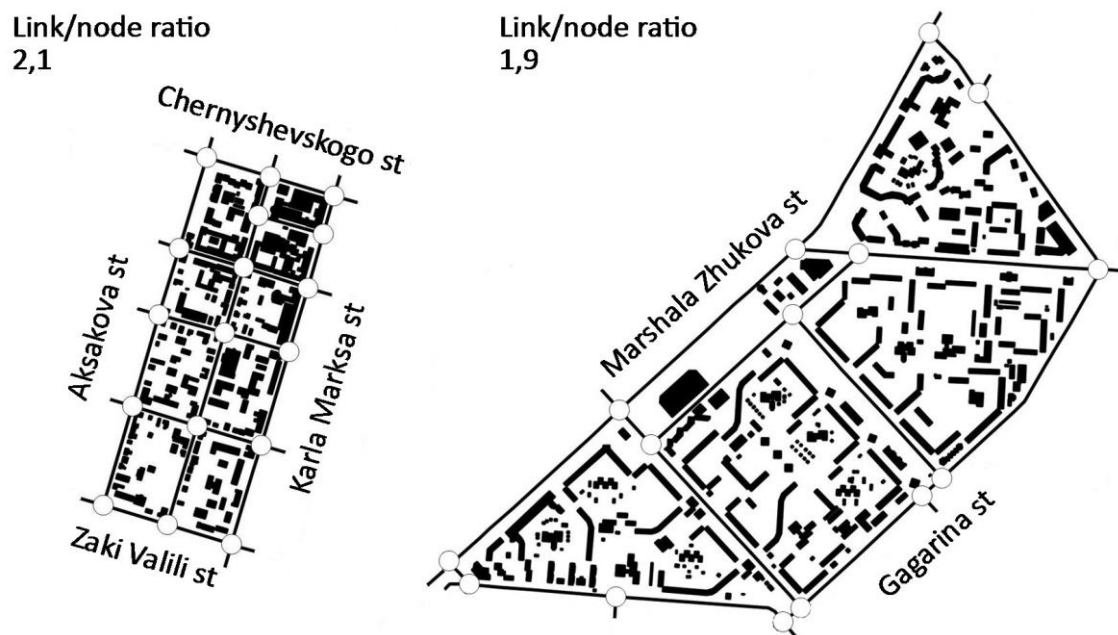 Link/node ratio
2,1
Chernyshevskogo st
Aksakova st
Karla Marksa st
Zaki Valili st
Link/node ratio
1,9
Marshala Zhukova st
Gagarina st